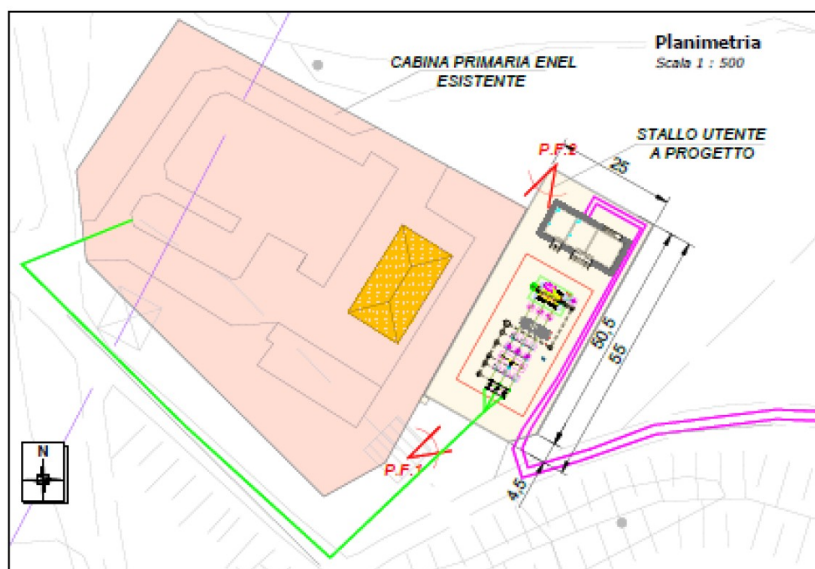 Planimetria
Scala 1 : 500
CABINA PRIMARIA ENEL
ESISTENTE
STALLO UTENTE
A PROGETTO
P.F.2
25
50,5
55
4,5
P.F.1
N